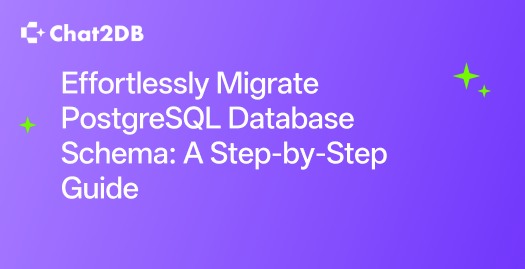 Chat2DB
Effortlessly Migrate
PostgreSQL Database
Schema: A Step-by-Step
Guide